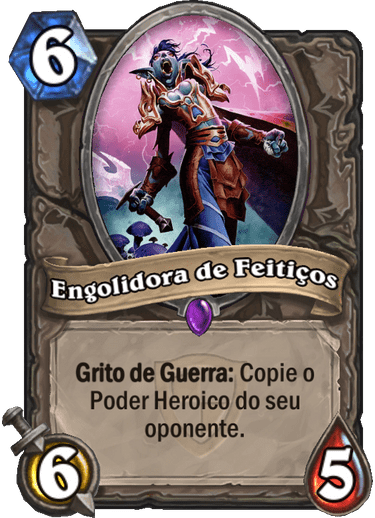 6
Engolidora de Feitiços
Grito de Guerra: Copie o
Poder Heroico do seu
oponente.
6
5